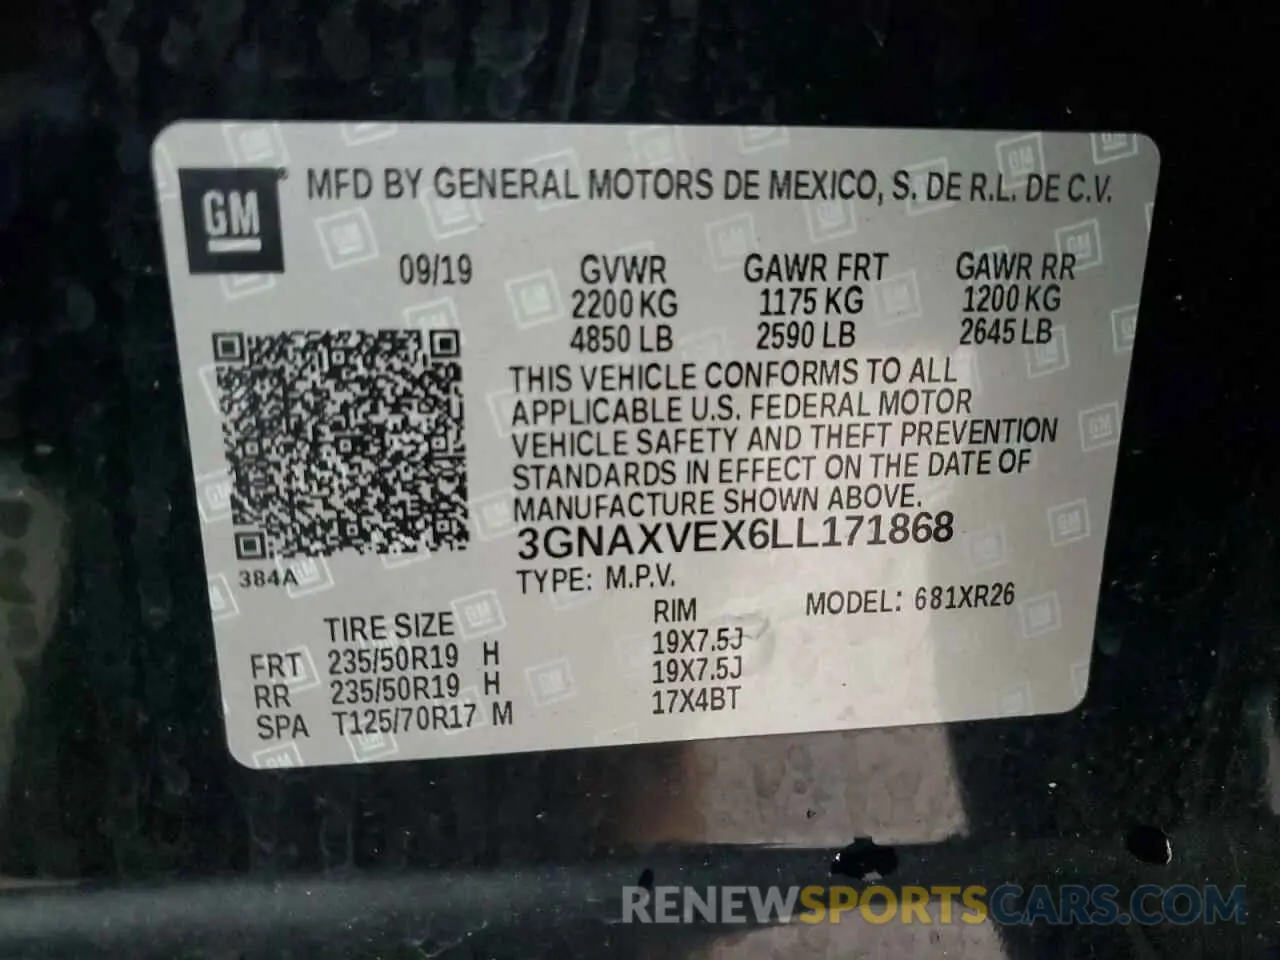 GM
MFD BY GENERAL MOTORS DE MEXICO, S. DE R.L. DE C.V.
09/19 GVWR GAWR FRT GAWR RR
2200 KG 1175 KG 1200 KG
4850 LB 2590 LB 2645 LB
THIS VEHICLE CONFORMS TO ALL
APPLICABLE U.S. FEDERAL MOTOR
VEHICLE SAFETY AND THEFT PREVENTION
STANDARDS IN EFFECT ON THE DATE OF
MANUFACTURE SHOWN ABOVE.
3GNAXVEX6LL171868
384A
TYPE: M.P.V.
MODEL: 681XR26
TIRE SIZE RIM
FRT 235/50R19 H 19X7.5J
RR 235/50R19 H 19X7.5J
SPA T125/70R17 M 17X4BT
RENEWSPORTSCARS.COM